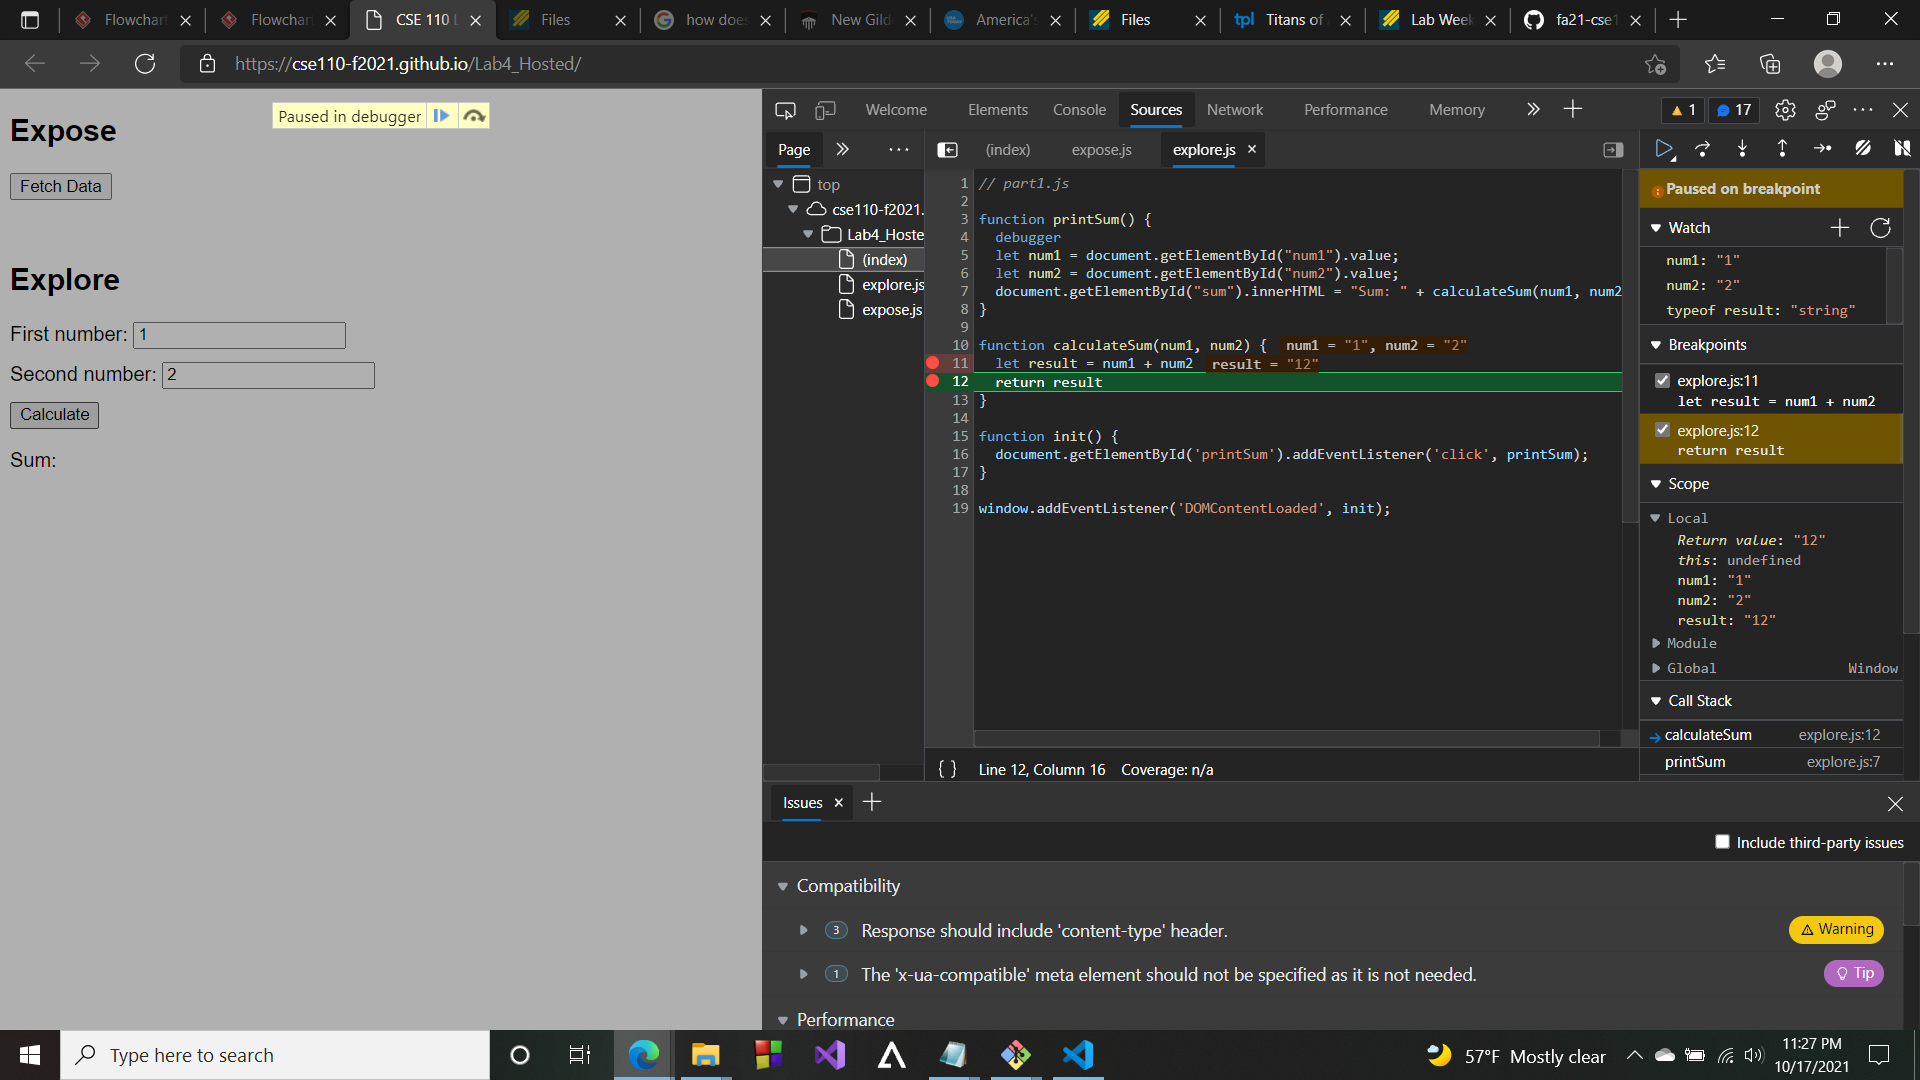 Flowchart
Flowchart
CSE 110 L
Files
how does
New Gild
America's
Files
tpl Titans of
Lab Week
fa21-cse1
https://cse110-f2021.github.io/Lab4_Hosted/
Expose
Paused in debugger
Fetch Data
Explore
First number: 1
Second number: 2
Calculate
Sum:
Welcome Elements Console Sources Network Performance Memory
1 17
Page
top
cse110-f2021.
Lab4_Hoste
(index)
explore.js
expose.js
(index) expose.js explore.js
1 // part1.js
2
3 function printSum() {
4 debugger
5 let num1 = document.getElementById("num1").value;
6 let num2 = document.getElementById("num2").value;
7 document.getElementById("sum").innerHTML = "Sum: " + calculateSum(num1, num2
8 }
9
10 function calculateSum(num1, num2) { num1 = "1", num2 = "2"
11 let result = num1 + num2 result = "12"
12 return result
13 }
14
15 function init() {
16 document.getElementById('printSum').addEventListener('click', printSum);
17 }
18
19 window.addEventListener('DOMContentLoaded', init);
{ } Line 12, Column 16 Coverage: n/a
Paused on breakpoint
Watch
num1: "1"
num2: "2"
typeof result: "string"
Breakpoints
explore.js:11
let result = num1 + num2
explore.js:12
return result
Scope
Local
Return value: "12"
this: undefined
num1: "1"
num2: "2"
result: "12"
Module
Global Window
Call Stack
calculateSum explore.js:12
printSum explore.js:7
Issues
Include third-party issues
Compatibility
3 Response should include 'content-type' header. Warning
1 The 'x-ua-compatible' meta element should not be specified as it is not needed. Tip
Performance
Type here to search
57°F Mostly clear
11:27 PM
10/17/2021